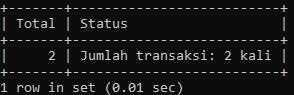 +-------+---------------------------+
| Total | Status                    |
+-------+---------------------------+
|     2 | Jumlah transaksi: 2 kali |
+-------+---------------------------+
1 row in set (0.01 sec)